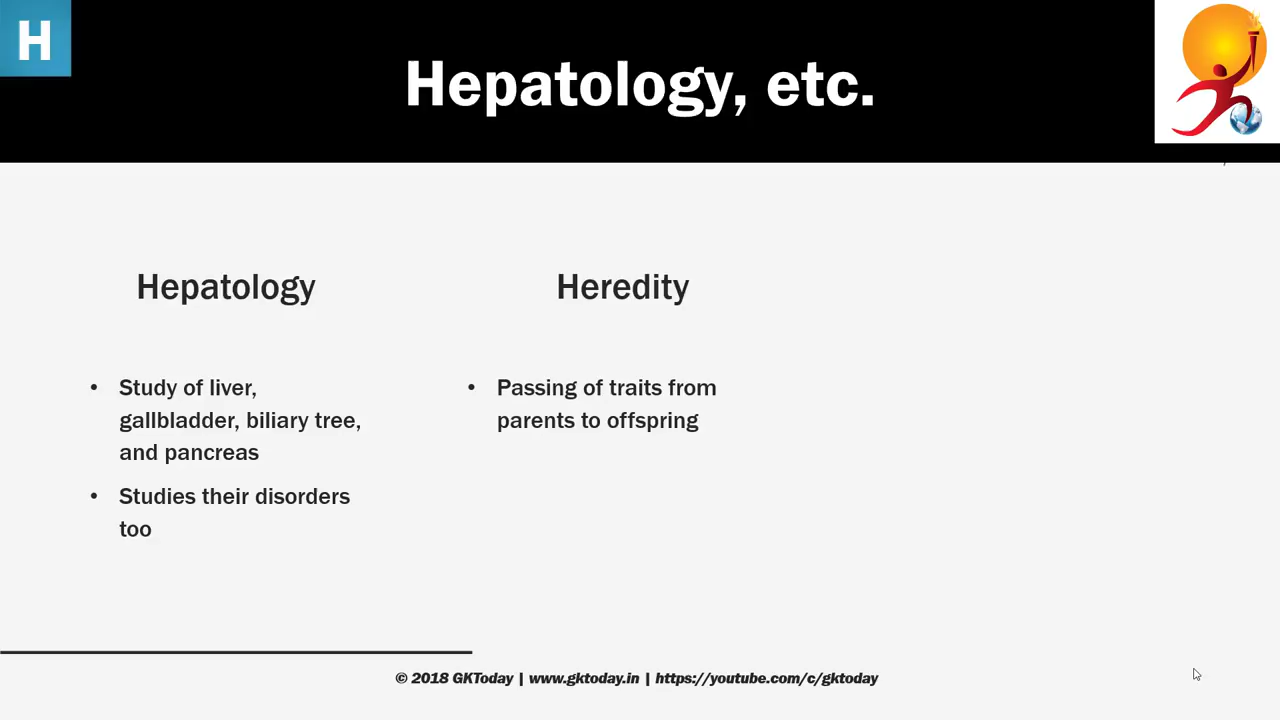 H
Hepatology, etc.
Hepatology
• Study of liver,
gallbladder, biliary tree,
and pancreas
• Studies their disorders
too
Heredity
• Passing of traits from
parents to offspring
© 2018 GKToday | www.gktoday.in | https://youtube.com/c/gktoday